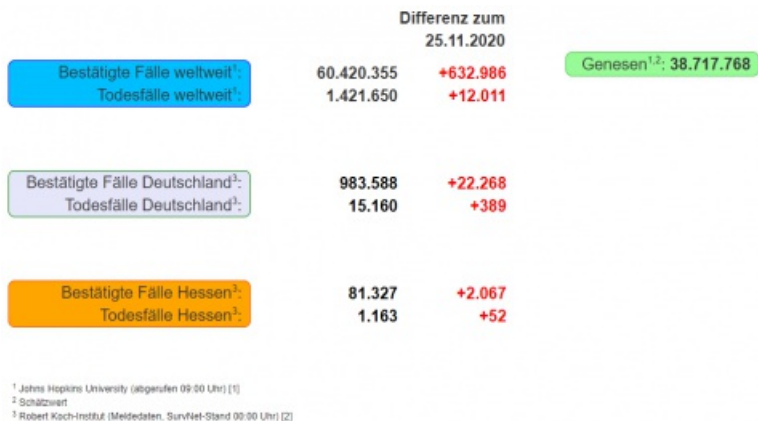 Differenz zum
25.11.2020
Bestätigte Fälle weltweit¹: 60.420.355 +632.986 Genesen¹,²: 38.717.768
Todesfälle weltweit¹: 1.421.650 +12.011
Bestätigte Fälle Deutschland³: 983.588 +22.268
Todesfälle Deutschland³: 15.160 +389
Bestätigte Fälle Hessen³: 81.327 +2.067
Todesfälle Hessen³: 1.163 +52
¹ Johns Hopkins University (abgerufen 09:00 Uhr) [1]
² Schätzwert
³ Robert Koch-Institut (Meldedaten, SurvNet-Stand 00:00 Uhr) [2]